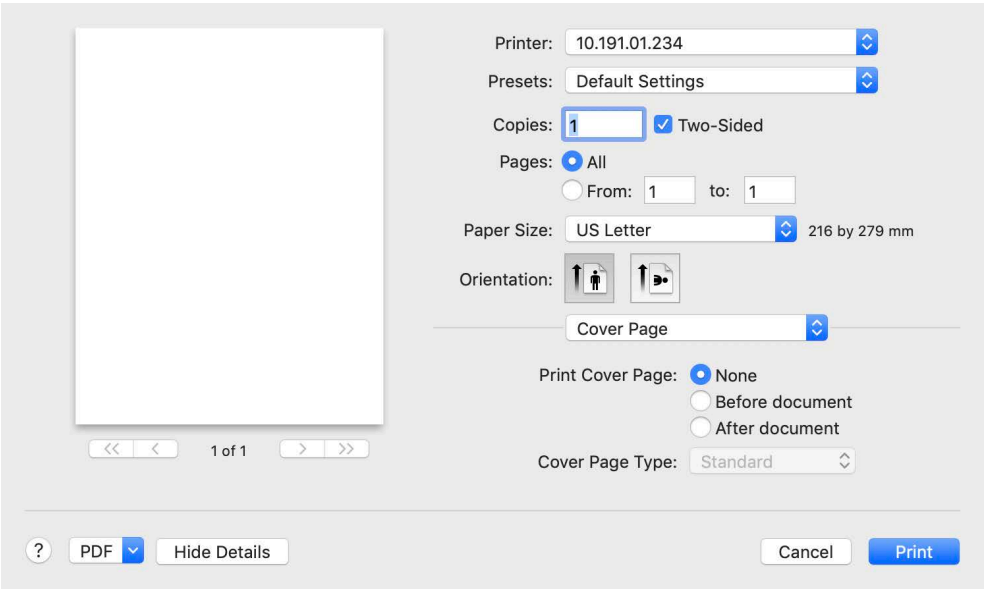 Printer: 10.191.01.234
Presets: Default Settings
Copies: 1 Two-Sided
Pages: All
From: 1 to: 1
Paper Size: US Letter 216 by 279 mm
Orientation:
Cover Page
Print Cover Page: None
Before document
After document
Cover Page Type: Standard
<< < 1 of 1 > >>
? PDF Hide Details Cancel Print